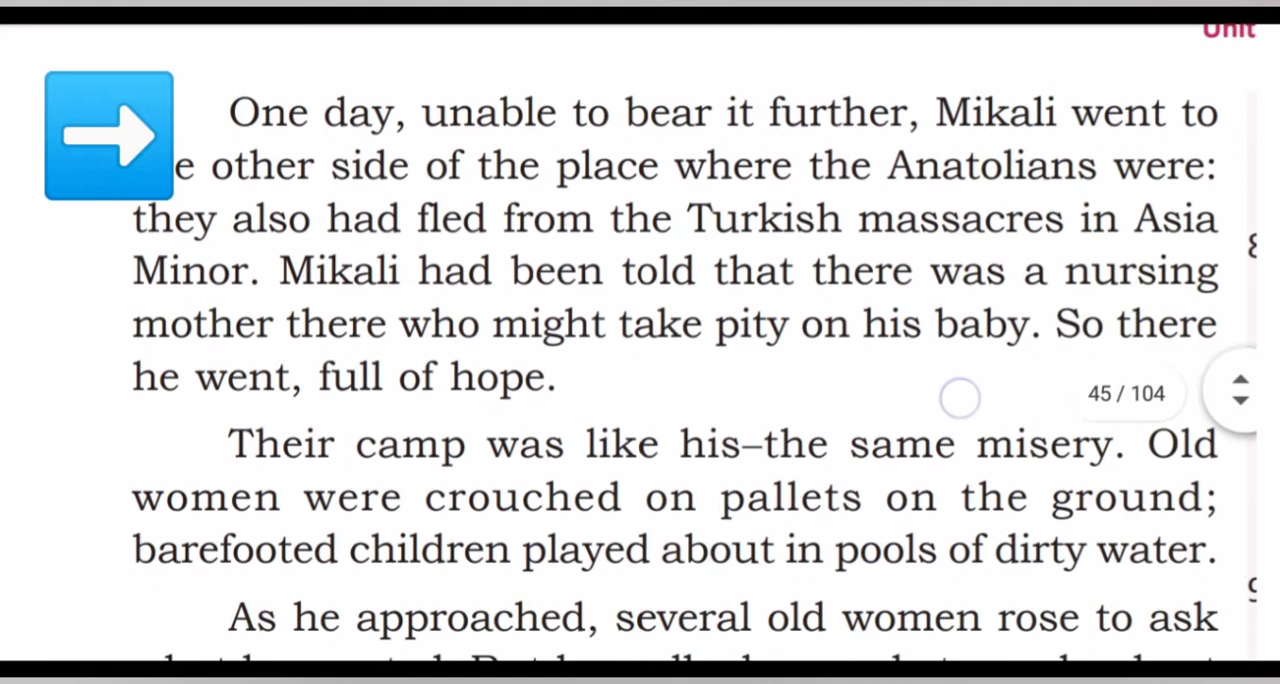 Unit
One day, unable to bear it further, Mikali went to
e other side of the place where the Anatolians were:
they also had fled from the Turkish massacres in Asia
Minor. Mikali had been told that there was a nursing
mother there who might take pity on his baby. So there
he went, full of hope.
45 / 104
Their camp was like his–the same misery. Old
women were crouched on pallets on the ground;
barefooted children played about in pools of dirty water.
As he approached, several old women rose to ask